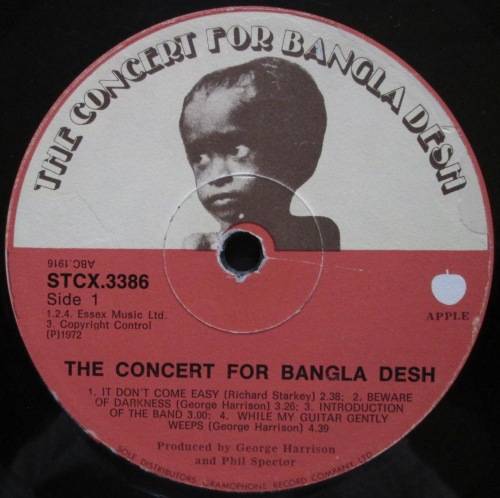 THE CONCERT FOR BANGLA DESH
ABC.1916
STCX.3386
Side 1
1.2.4. Essex Music Ltd.
3. Copyright Control
(P)1972
APPLE
THE CONCERT FOR BANGLA DESH
1. IT DON'T COME EASY (Richard Starkey) 2.38; 2. BEWARE
OF DARKNESS (George Harrison) 3.26; 3. INTRODUCTION
OF THE BAND 3.00; 4. WHILE MY GUITAR GENTLY
WEEPS (George Harrison) 4.39
Produced by George Harrison
and Phil Spector
SOLE DISTRIBUTORS GRAMOPHONE RECORD COMPANY LTD